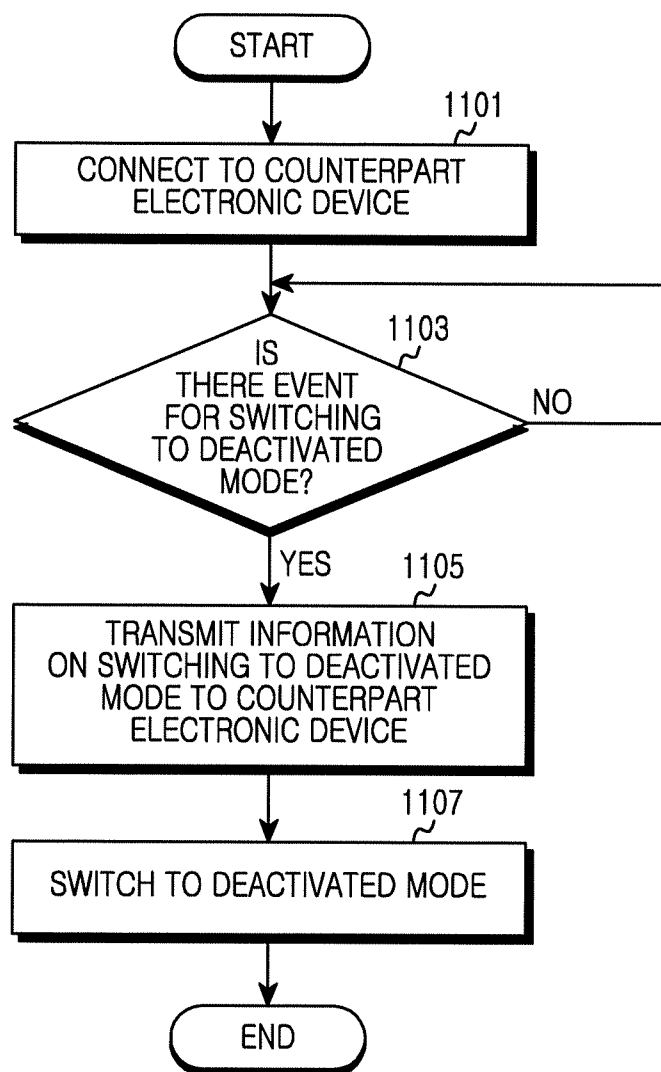 START
1101
CONNECT TO COUNTERPART
ELECTRONIC DEVICE
1103
IS
THERE EVENT
FOR SWITCHING
TO DEACTIVATED
MODE?
NO
YES
1105
TRANSMIT INFORMATION
ON SWITCHING TO DEACTIVATED
MODE TO COUNTERPART
ELECTRONIC DEVICE
1107
SWITCH TO DEACTIVATED MODE
END